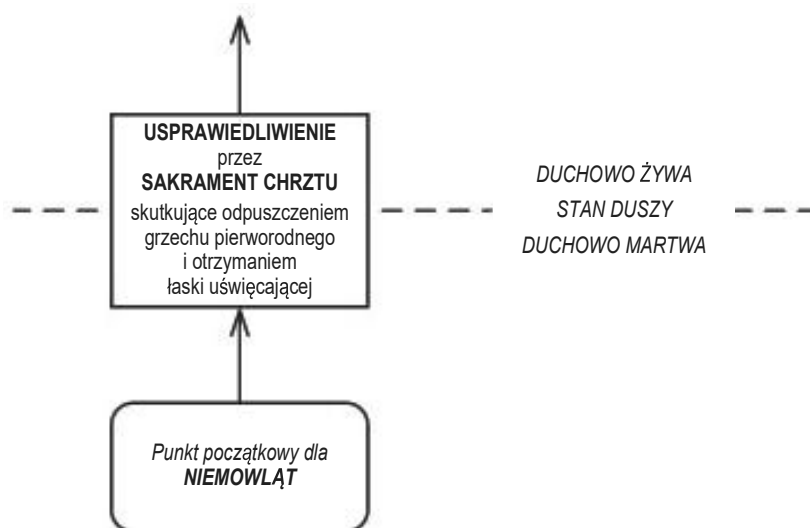 USPRAWIEDLIWIENIE
przez
SAKRAMENT CHRZTU
skutkujące odpuszczeniem
grzechu pierworodnego
i otrzymaniem
łaski uświęcającej
DUCHOWO ŻYWA
STAN DUSZY
DUCHOWO MARTWA
Punkt początkowy dla
NIEMOWLĄT